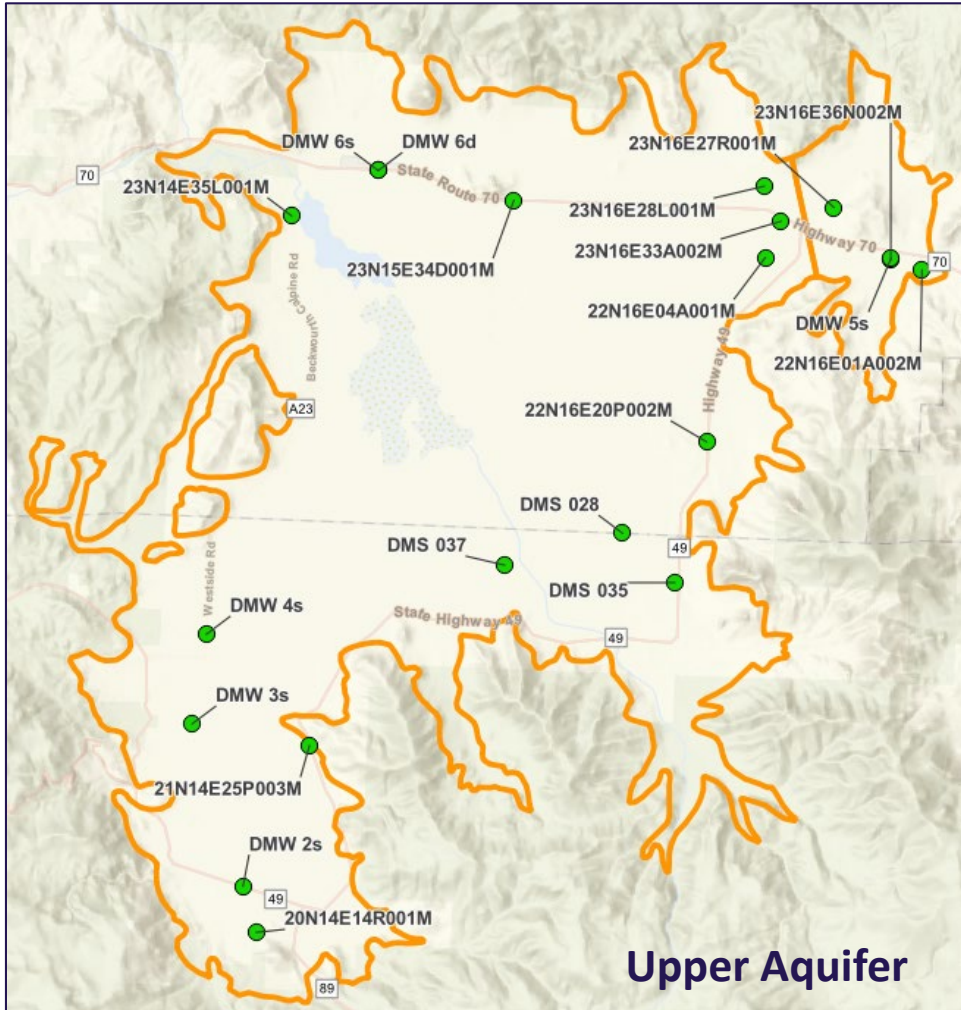 23N16E36N002M
23N16E27R001M
DMW 6s
DMW 6d
70
State Route 70
23N14E35L001M
23N16E28L001M
Highway 70
23N16E33A002M
23N15E34D001M
70
22N16E04A001M
DMW 5s
Beckwourth Calpine Rd
22N16E01A002M
Highway 49
A23
22N16E20P002M
DMS 028
49
DMS 037
DMS 035
Westside Rd
State Highway 49
49
DMW 4s
DMW 3s
21N14E25P003M
DMW 2s
49
20N14E14R001M
Upper Aquifer
89